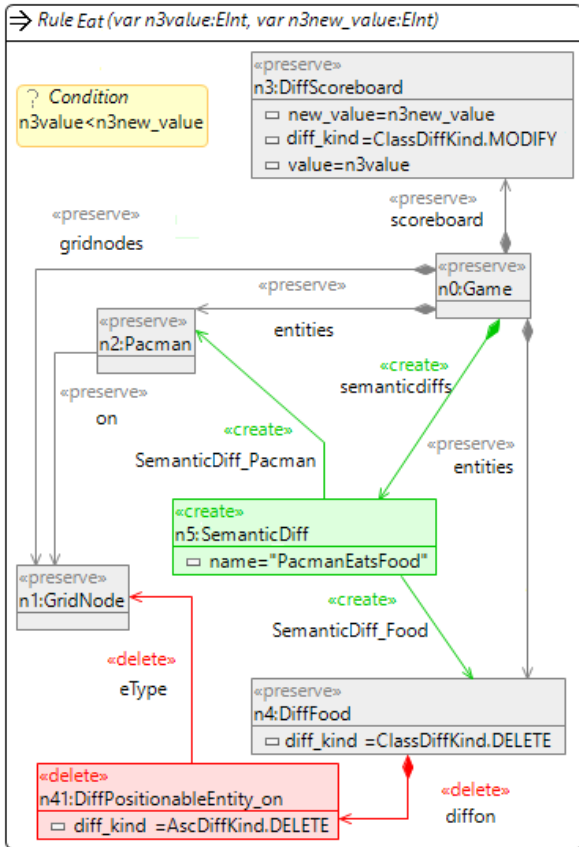 Rule Eat (var n3value:EInt, var n3new_value:EInt)
? Condition
n3value<n3new_value
«preserve»
n3:DiffScoreboard
new_value=n3new_value
diff_kind =ClassDiffKind.MODIFY
value=n3value
«preserve»
scoreboard
«preserve»
gridnodes
«preserve»
n0:Game
«preserve»
entities
«preserve»
n2:Pacman
«preserve»
on
«create»
semanticdiffs
«create»
SemanticDiff_Pacman
«preserve»
entities
«create»
n5:SemanticDiff
name="PacmanEatsFood"
«preserve»
n1:GridNode
«create»
SemanticDiff_Food
«delete»
eType
«preserve»
n4:DiffFood
diff_kind =ClassDiffKind.DELETE
«delete»
n41:DiffPositionableEntity_on
diff_kind =AscDiffKind.DELETE
«delete»
diffon